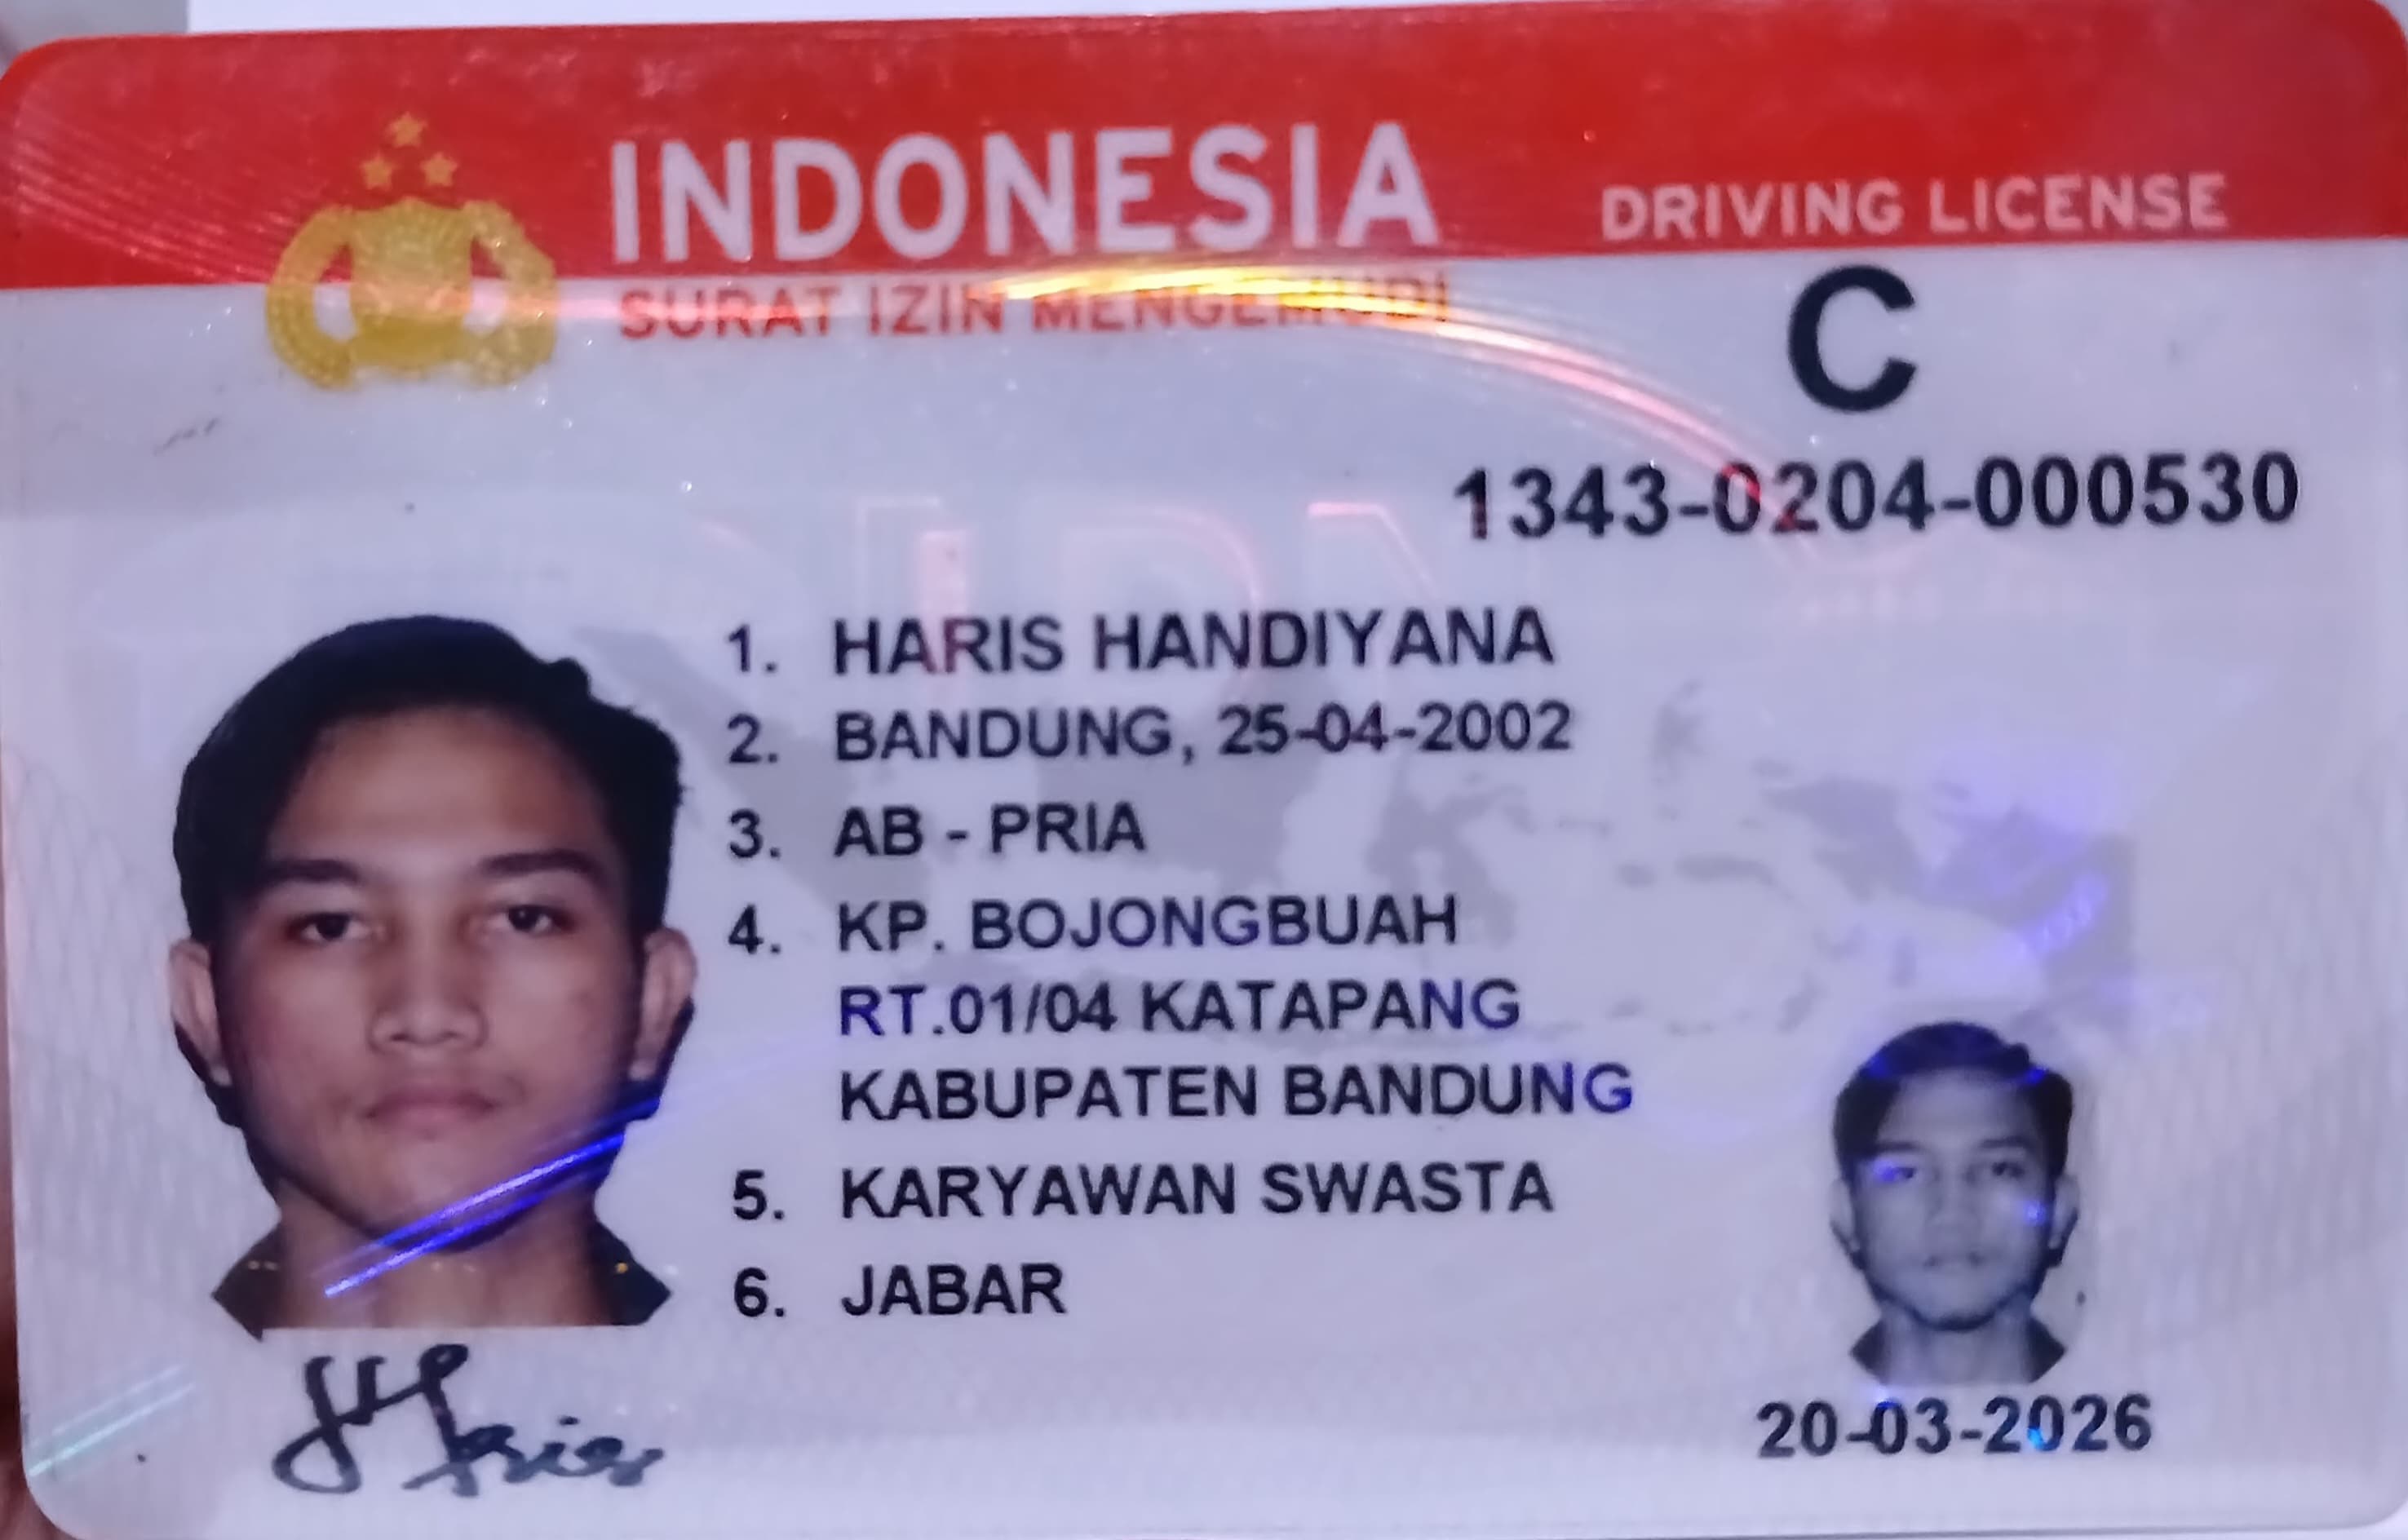 INDONESIA
DRIVING LICENSE
SURAT IZIN MENGEMUDI
C
1343-0204-000530
1. HARIS HANDIYANA
2. BANDUNG, 25-04-2002
3. AB - PRIA
4. KP. BOJONGBUAH
RT.01/04 KATAPANG
KABUPATEN BANDUNG
5. KARYAWAN SWASTA
6. JABAR
Haris
20-03-2026